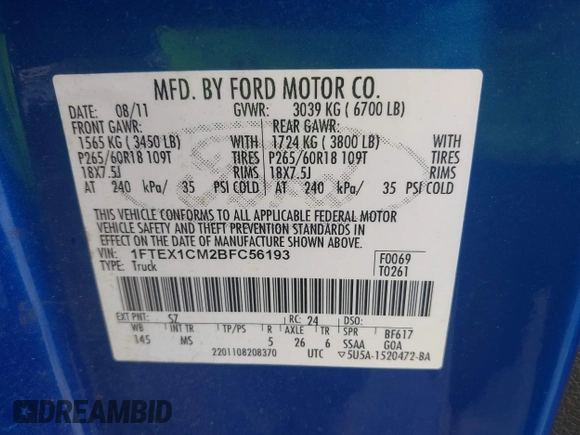 MFD. BY FORD MOTOR CO.
DATE: 08/11 GVWR: 3039 KG ( 6700 LB)
FRONT GAWR: REAR GAWR:
1565 KG ( 3450 LB) WITH 1724 KG ( 3800 LB) WITH
P265/60R18 109T TIRES P265/60R18 109T TIRES
18X7.5J RIMS 18X7.5J RIMS
AT 240 kPa/ 35 PSI COLD AT 240 kPa/ 35 PSI COLD
THIS VEHICLE CONFORMS TO ALL APPLICABLE FEDERAL MOTOR
VEHICLE SAFETY AND THEFT PREVENTION STANDARDS IN
EFFECT ON THE DATE OF MANUFACTURE SHOWN ABOVE.
VIN: 1FTEX1CM2BFC56193 F0069
TYPE: Truck T0261
EXT PNT: SZ RC: 24 DSO:
WB INT TR TP/PS R AXLE TR SPR BF617
145 MS 5 26 6 SSAA GOA
2201108208370 UTC ▽5U5A-1520472-BA
DREAMBID